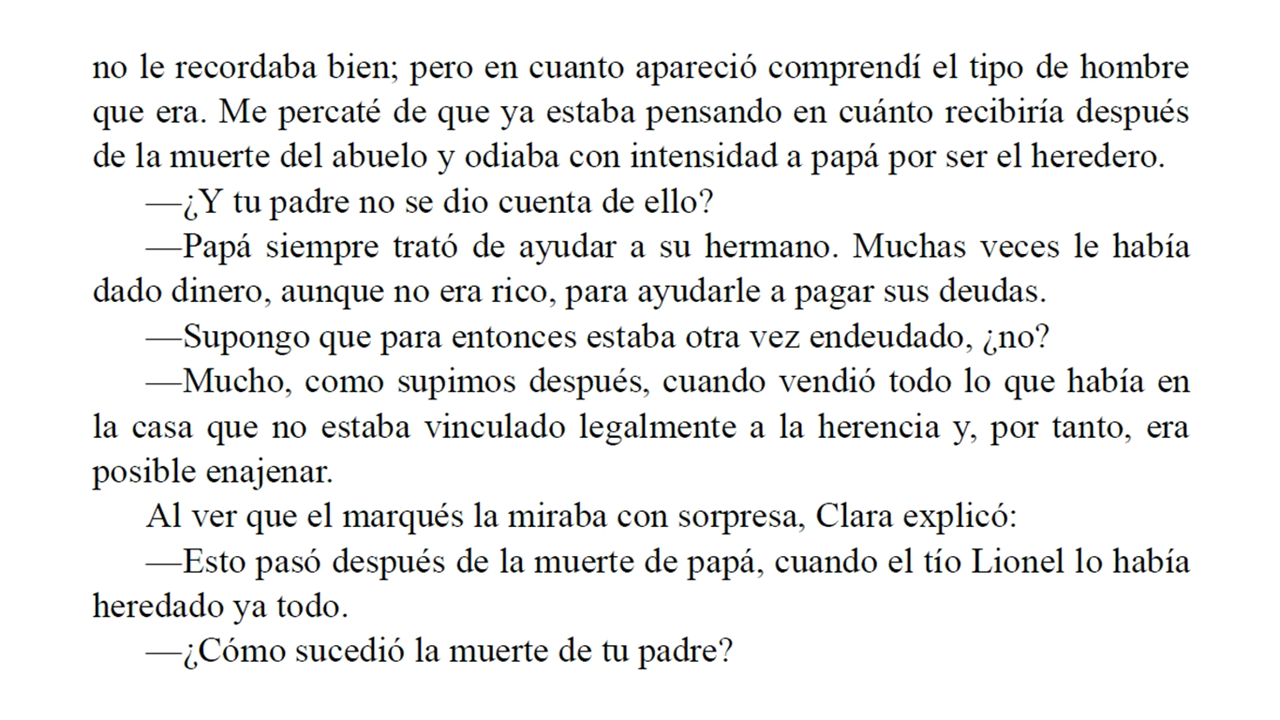 no le recordaba bien; pero en cuanto apareció comprendí el tipo de hombre
que era. Me percaté de que ya estaba pensando en cuánto recibiría después
de la muerte del abuelo y odiaba con intensidad a papá por ser el heredero.
—¿Y tu padre no se dio cuenta de ello?
—Papá siempre trató de ayudar a su hermano. Muchas veces le había
dado dinero, aunque no era rico, para ayudarle a pagar sus deudas.
—Supongo que para entonces estaba otra vez endeudado, ¿no?
—Mucho, como supimos después, cuando vendió todo lo que había en
la casa que no estaba vinculado legalmente a la herencia y, por tanto, era
posible enajenar.
Al ver que el marqués la miraba con sorpresa, Clara explicó:
—Esto pasó después de la muerte de papá, cuando el tío Lionel lo había
heredado ya todo.
—¿Cómo sucedió la muerte de tu padre?